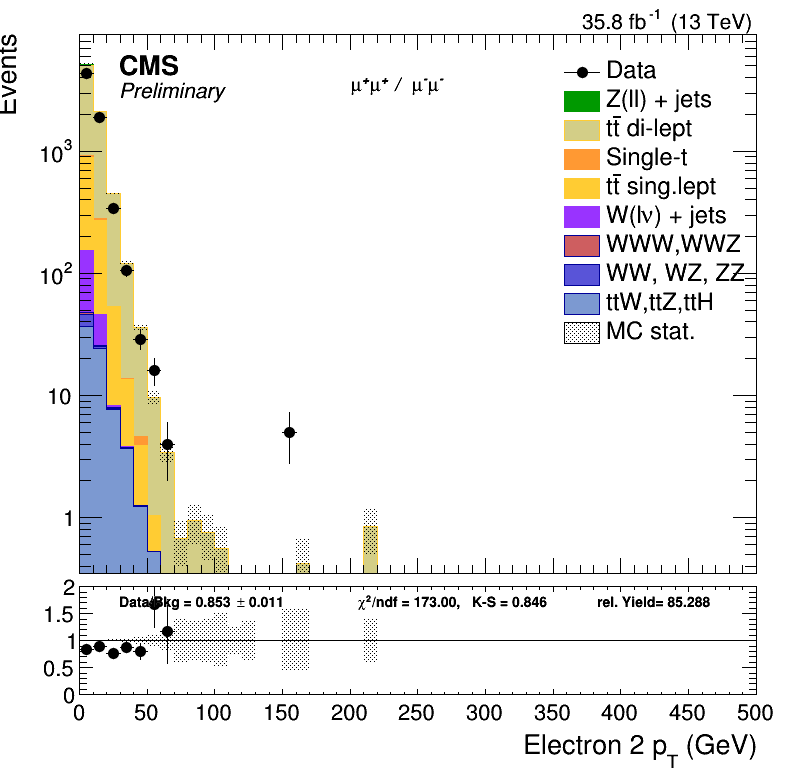 35.8 fb⁻¹ (13 TeV)
Events
CMS
Preliminary
μ⁺μ⁺ / μ⁻μ⁻
Data
Z(ll) + jets
tt̄ di-lept
Single-t
tt̄ sing.lept
W(lν) + jets
WWW,WWZ
WW, WZ, ZZ
ttW,ttZ,ttH
MC stat.
10³
10²
10
1
Data/Bkg = 0.853 ± 0.011 χ²/ndf = 173.00, K-S = 0.846 rel. Yield= 85.288
2
1.5
1
0.5
0
0 50 100 150 200 250 300 350 400 450 500
Electron 2 p_T (GeV)